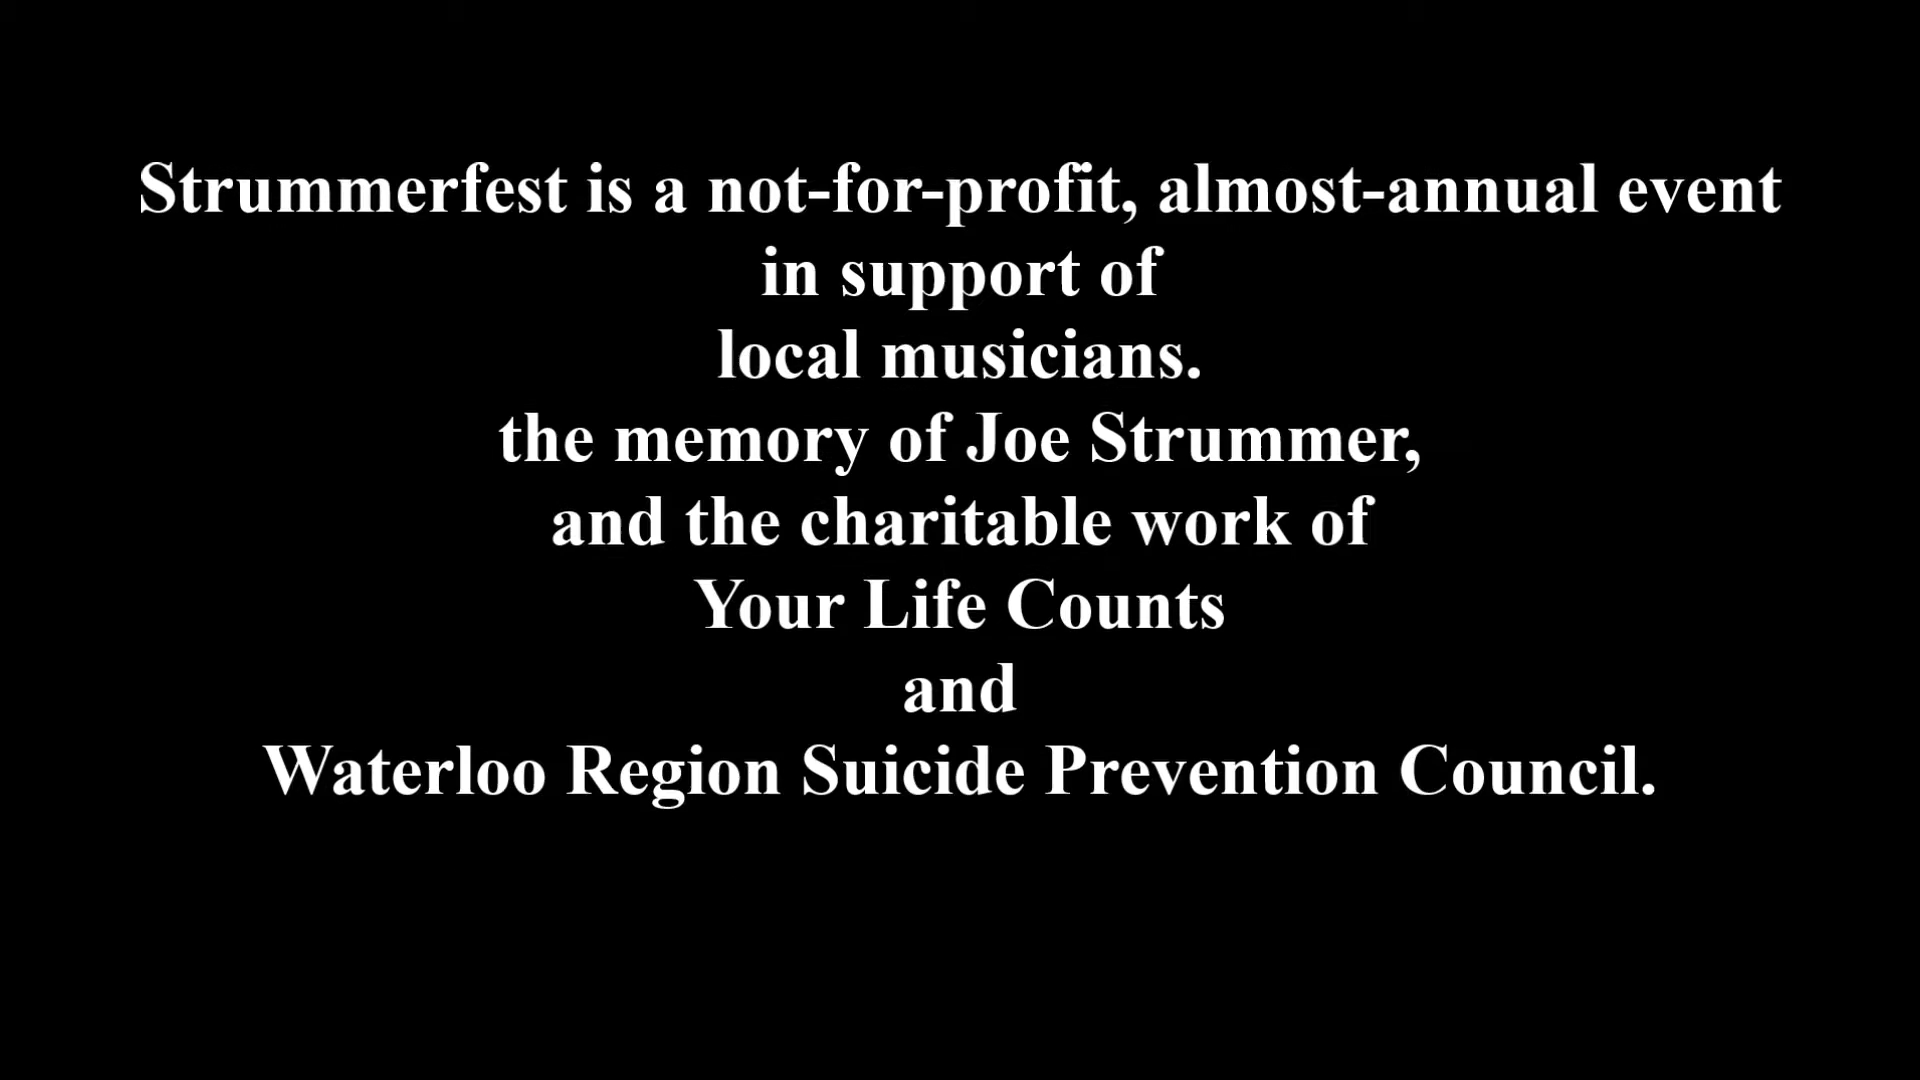 Strummerfest is a not-for-profit, almost-annual event
in support of
local musicians.
the memory of Joe Strummer,
and the charitable work of
Your Life Counts
and
Waterloo Region Suicide Prevention Council.